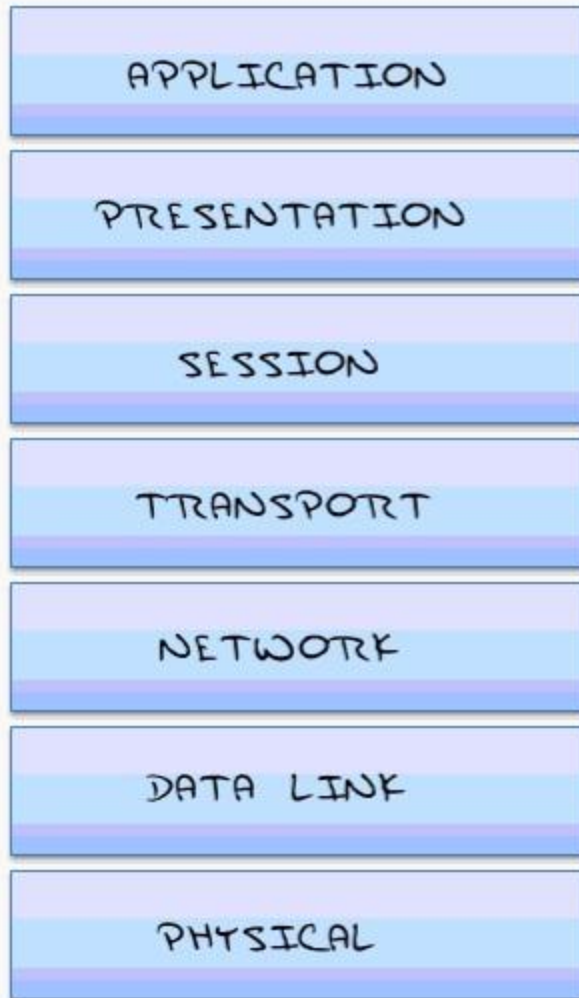 APPLICATION
PRESENTATION
SESSION
TRANSPORT
NETWORK
DATA LINK
PHYSICAL